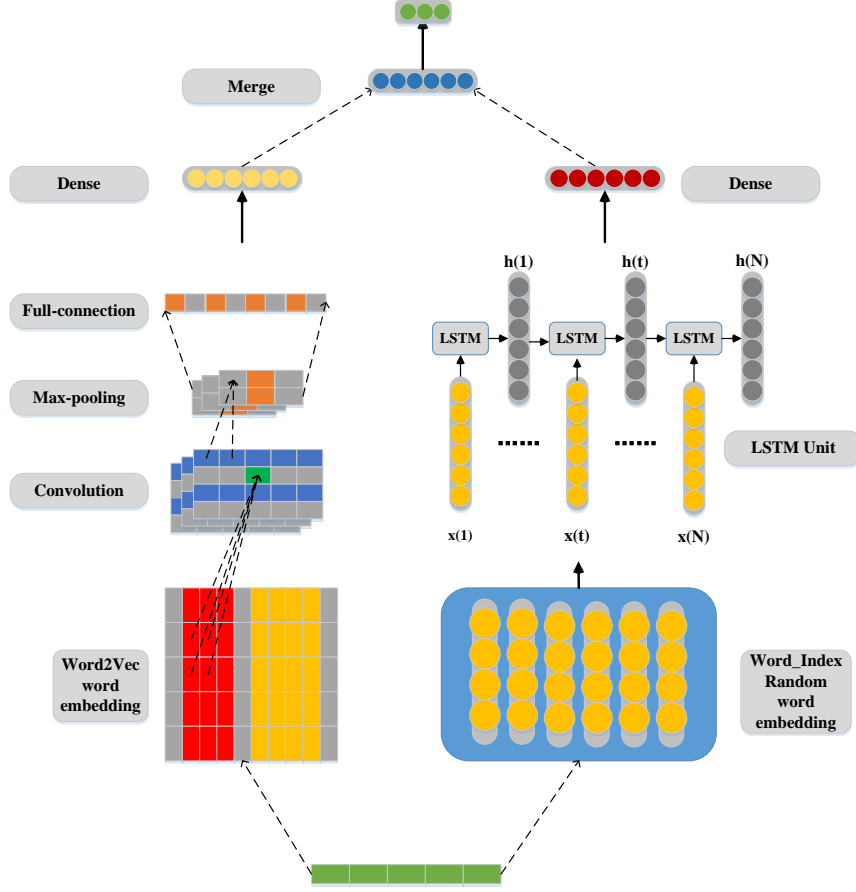 Merge
Dense
Dense
h(1)
h(t)
h(N)
Full-connection
LSTM
LSTM
LSTM
Max-pooling
LSTM Unit
Convolution
x(1)
x(t)
x(N)
Word2Vec
word
embedding
Word_Index
Random
word
embedding